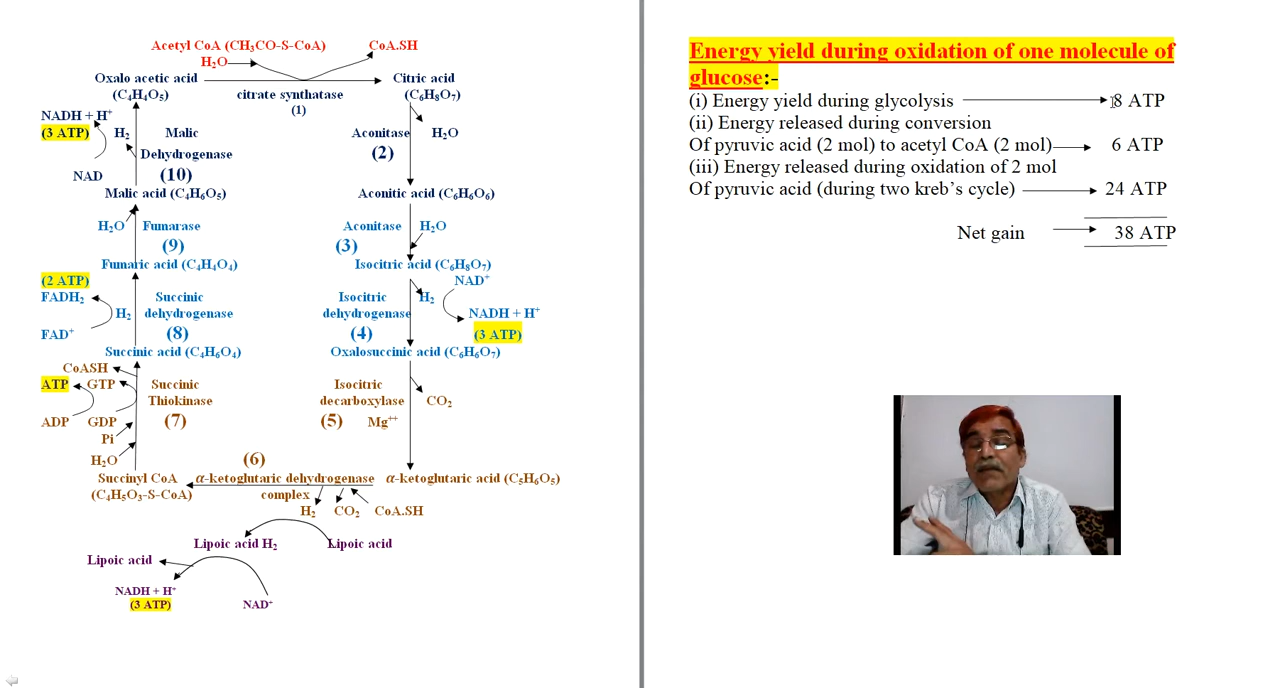 Acetyl CoA (CH₃CO-S-CoA) CoA.SH
H₂O
Oxalo acetic acid Citric acid
(C₄H₄O₅) citrate synthatase (C₆H₈O₇)
(1)
NADH + H⁺
(3 ATP) H₂ Malic Aconitase H₂O
Dehydrogenase (2)
NAD (10)
Malic acid (C₄H₆O₅) Aconitic acid (C₆H₆O₆)
H₂O Fumarase Aconitase H₂O
(9) (3)
Fumaric acid (C₄H₄O₄) Isocitric acid (C₆H₈O₇)
(2 ATP) NAD⁺
FADH₂ Succinic Isocitric H₂
H₂ dehydrogenase dehydrogenase NADH + H⁺
FAD⁺ (8) (4) (3 ATP)
Succinic acid (C₄H₆O₄) Oxalosuccinic acid (C₆H₆O₇)
CoASH
ATP GTP Succinic Isocitric
Thiokinase decarboxylase CO₂
ADP GDP (7) (5) Mg⁺⁺
Pi
H₂O (6)
Succinyl CoA α-ketoglutaric dehydrogenase α-ketoglutaric acid (C₅H₆O₅)
(C₄H₅O₃-S-CoA) complex
H₂ CO₂ CoA.SH
Lipoic acid H₂ Lipoic acid
Lipoic acid
NADH + H⁺
(3 ATP) NAD⁺
Energy yield during oxidation of one molecule of
glucose:-
(i) Energy yield during glycolysis 8 ATP
(ii) Energy released during conversion
Of pyruvic acid (2 mol) to acetyl CoA (2 mol) 6 ATP
(iii) Energy released during oxidation of 2 mol
Of pyruvic acid (during two kreb's cycle) 24 ATP
Net gain 38 ATP